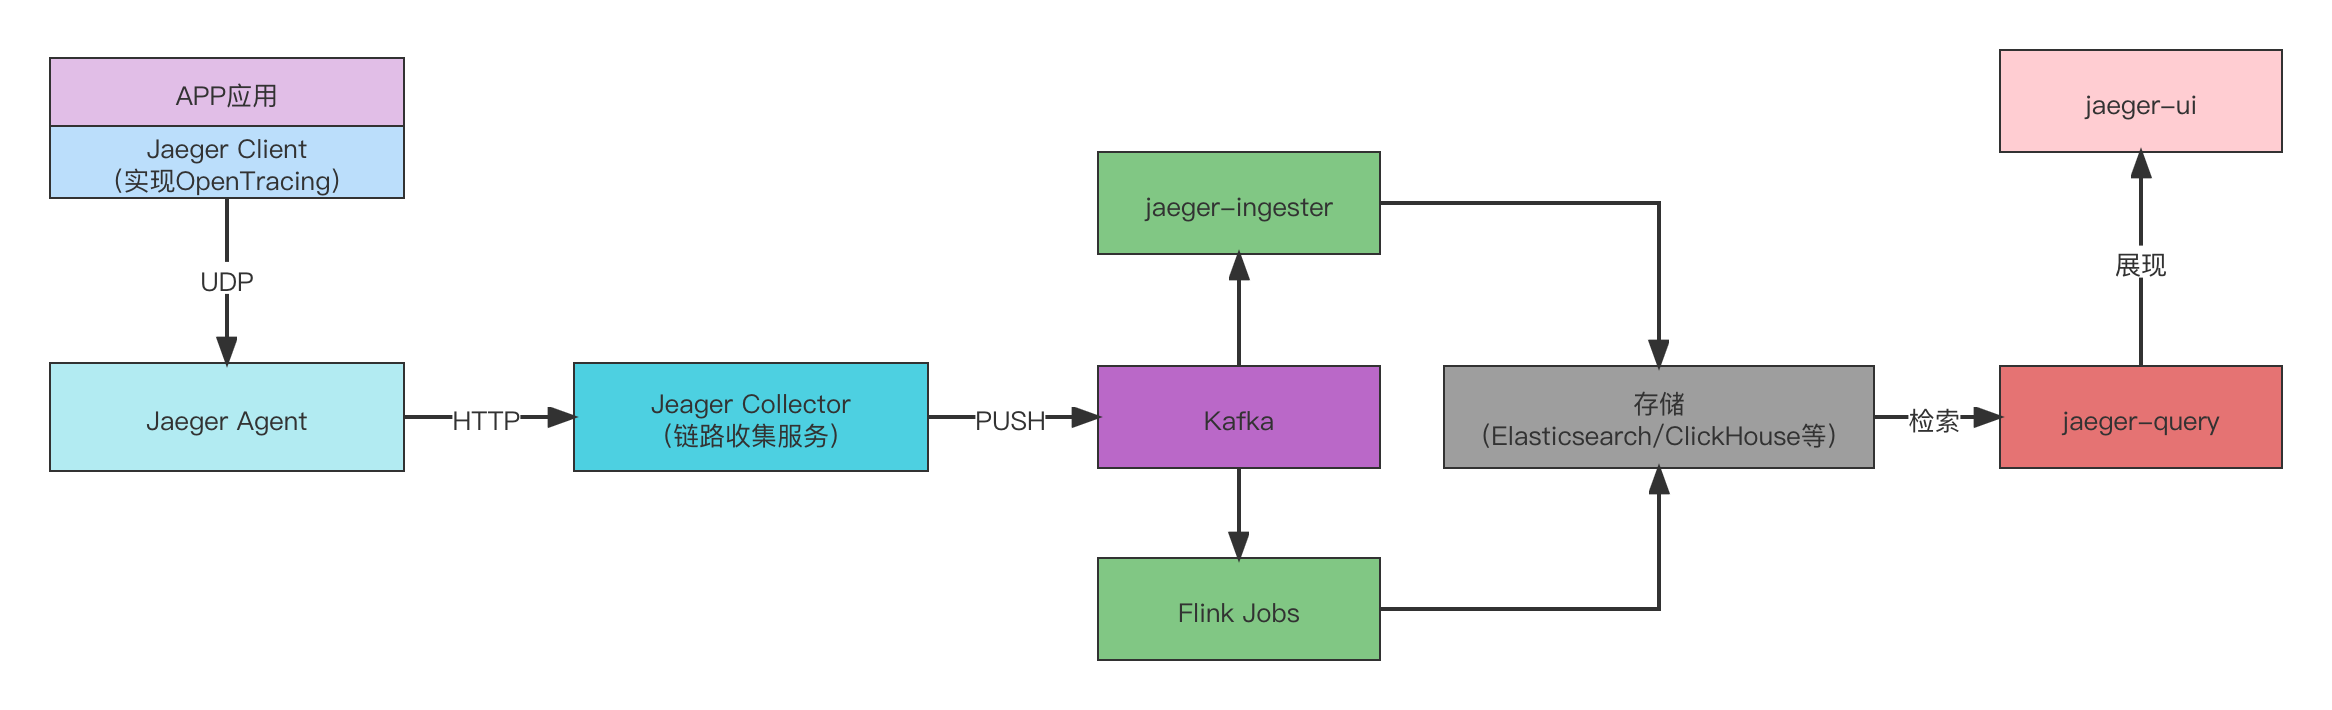 APP应用
Jaeger Client
（实现OpenTracing）
UDP
Jaeger Agent
HTTP
Jeager Collector
（链路收集服务）
PUSH
Kafka
jaeger-ingester
Flink Jobs
存储
（Elasticsearch/ClickHouse等）
检索
jaeger-query
展现
jaeger-ui